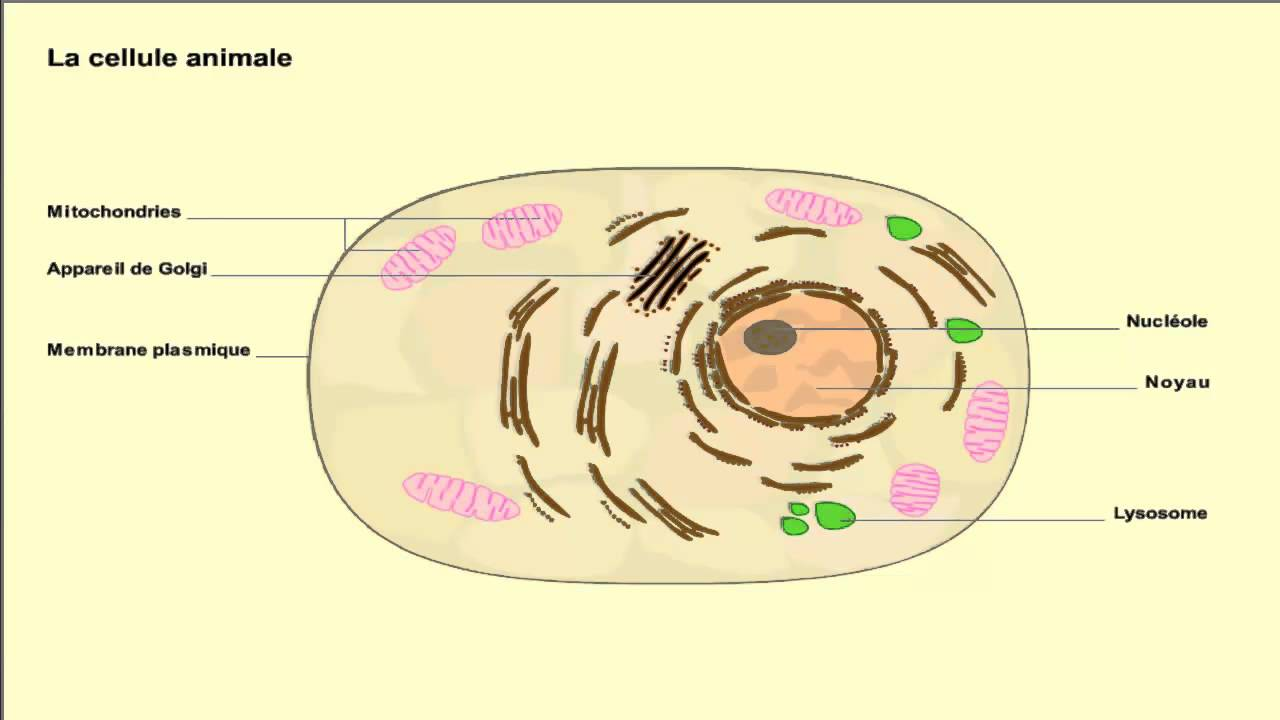 La cellule animale
Mitochondries
Appareil de Golgi
Membrane plasmique
Nucléole
Noyau
Lysosome